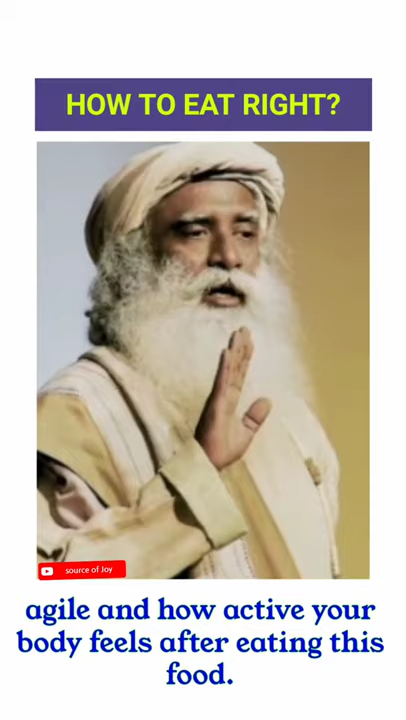 HOW TO EAT RIGHT?
source of Joy
agile and how active your
body feels after eating this
food.